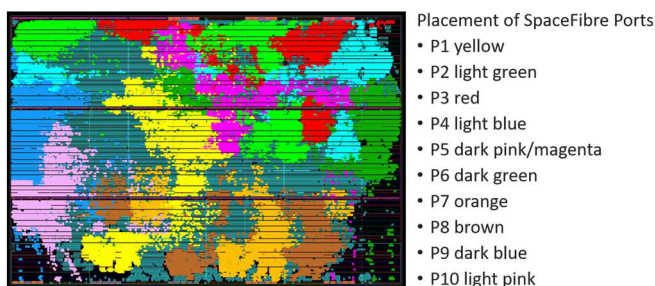 Placement of SpaceFibre Ports
• P1 yellow
• P2 light green
• P3 red
• P4 light blue
• P5 dark pink/magenta
• P6 dark green
• P7 orange
• P8 brown
• P9 dark blue
• P10 light pink